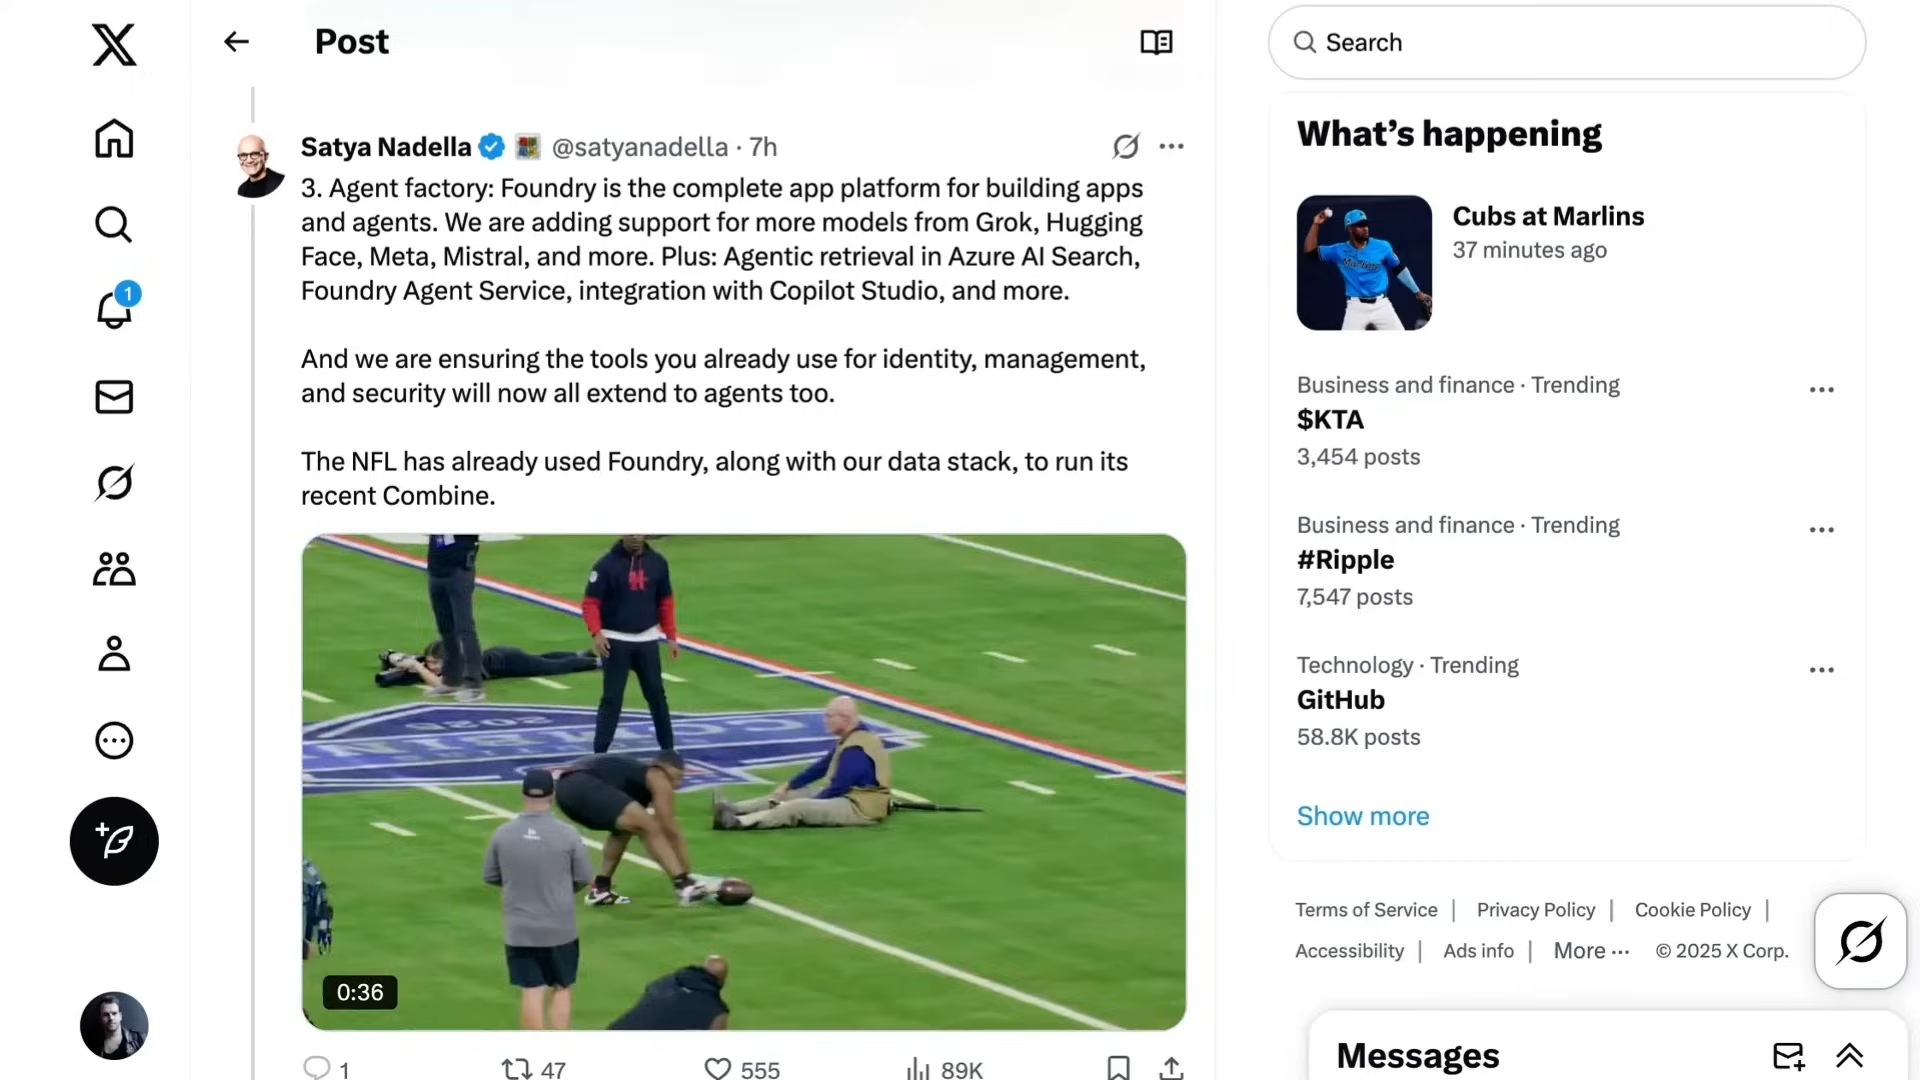 Post
Search
Satya Nadella @satyanadella · 7h
3. Agent factory: Foundry is the complete app platform for building apps
and agents. We are adding support for more models from Grok, Hugging
Face, Meta, Mistral, and more. Plus: Agentic retrieval in Azure AI Search,
Foundry Agent Service, integration with Copilot Studio, and more.
And we are ensuring the tools you already use for identity, management,
and security will now all extend to agents too.
The NFL has already used Foundry, along with our data stack, to run its
recent Combine.
0:36
1
47
555
89K
1
What's happening
Cubs at Marlins
37 minutes ago
Business and finance · Trending
$KTA
3,454 posts
Business and finance · Trending
#Ripple
7,547 posts
Technology · Trending
GitHub
58.8K posts
Show more
Terms of Service | Privacy Policy | Cookie Policy |
Accessibility | Ads info | More ··· © 2025 X Corp.
Messages